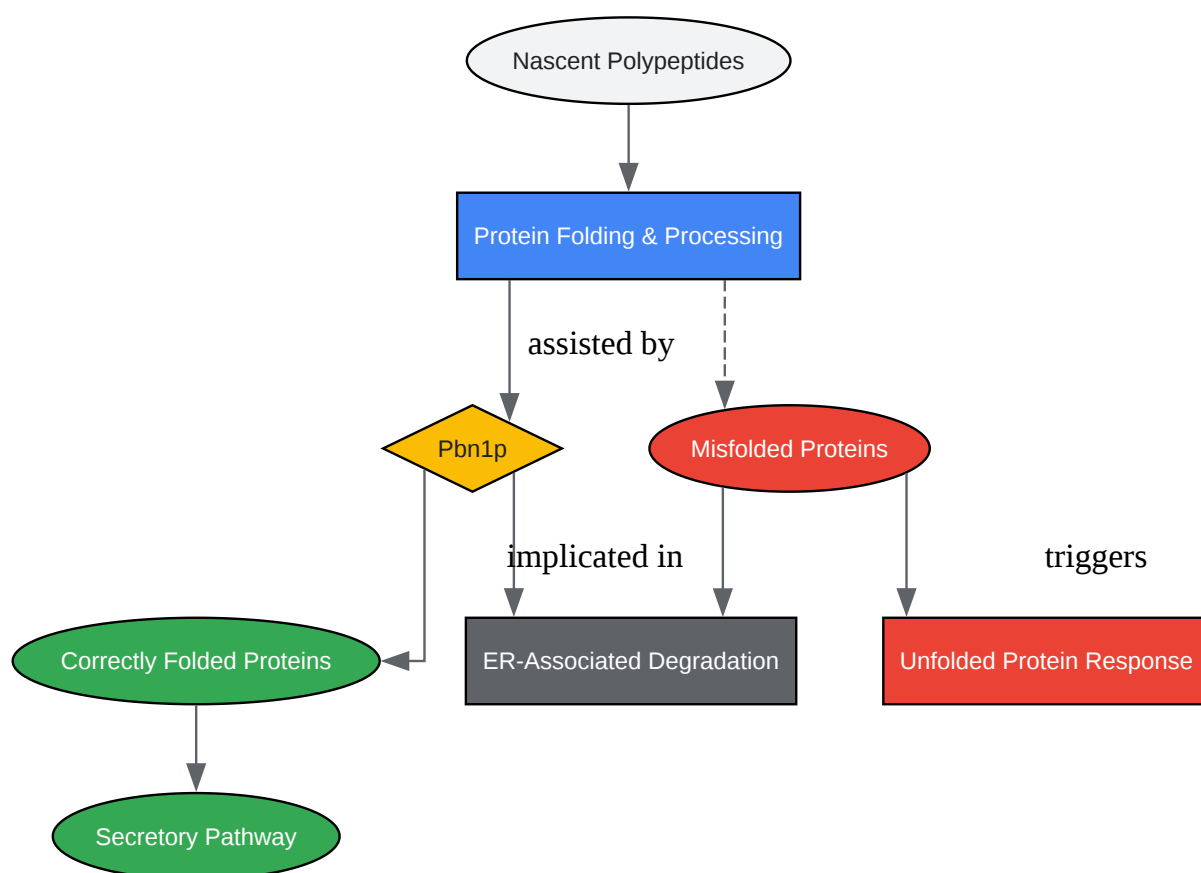 Nascent Polypeptides
Protein Folding & Processing
assisted by
Pbn1p
Misfolded Proteins
implicated in
triggers
Correctly Folded Proteins
ER-Associated Degradation
Unfolded Protein Response
Secretory Pathway